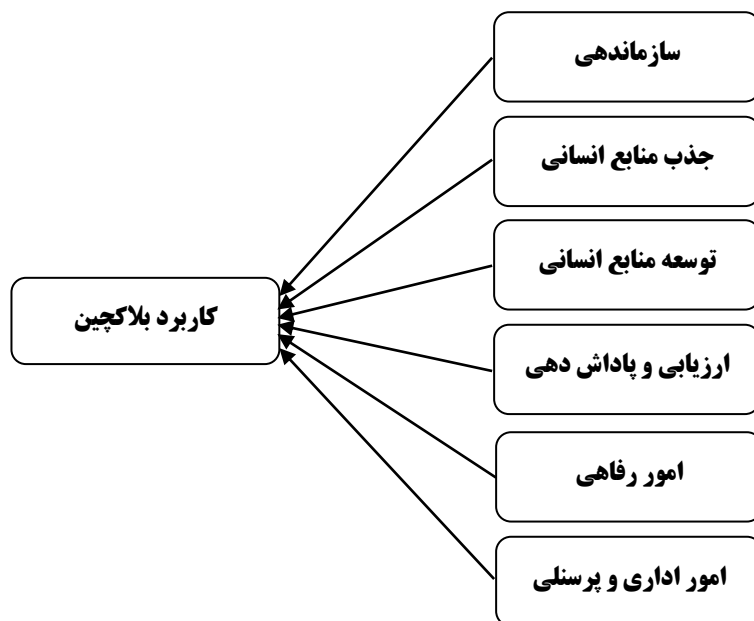 سازماندهی
جذب منابع انسانی
توسعه منابع انسانی
کاربرد بلاکچین
ارزیابی و پاداش دهی
امور رفاهی
امور اداری و پرسنلی